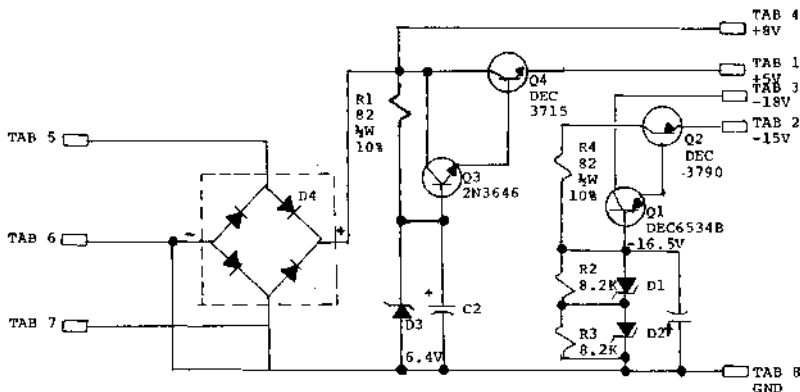 TAB 4
+8V
TAB 1
+5V
TAB 3
-18V
TAB 2
-15V
Q4
DEC
3715
R1
82
½W
10%
TAB 5
Q3
2N3646
R4
82
½W
10%
Q2
DEC
-3790
Q1
DEC6534B
D4
-
+
TAB 6
-16.5V
R2
8.2K
D1
+
C2
TAB 7
D3
6.4V
R3
8.2K
D2
+
TAB 8
GND